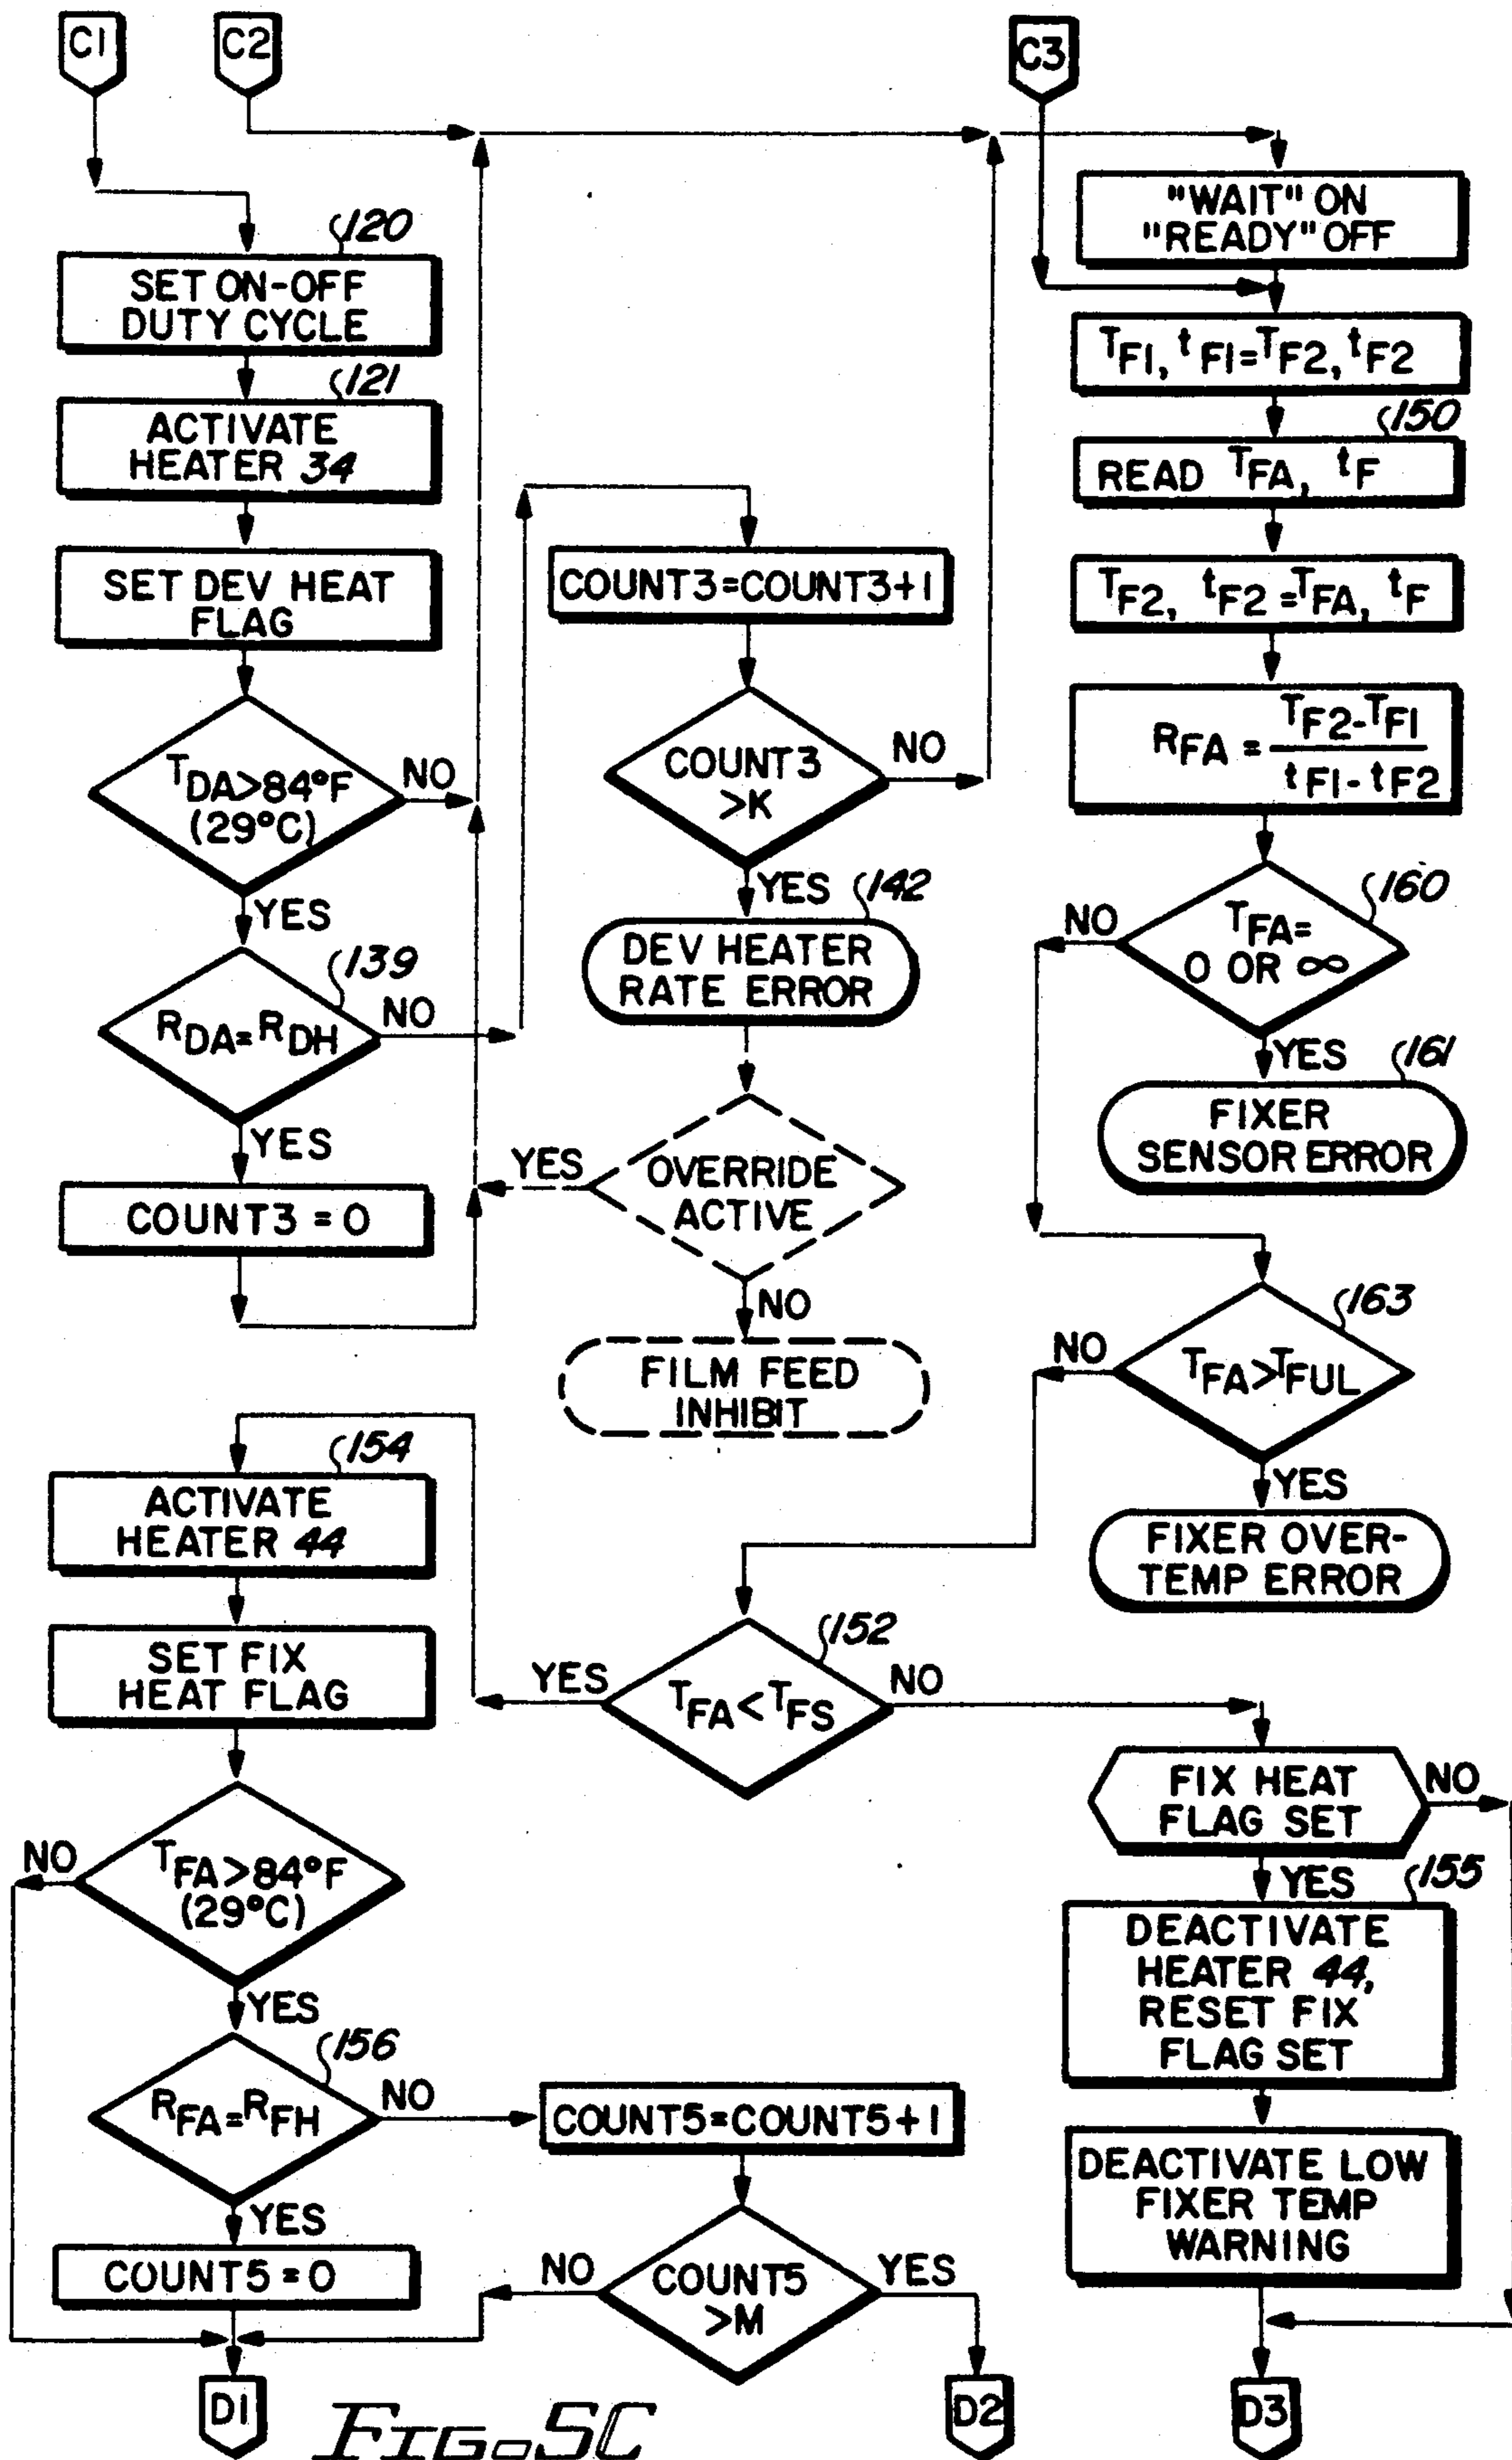 C1
C2
C3
120
SET ON-OFF
DUTY CYCLE
121
ACTIVATE
HEATER 34
SET DEV HEAT
FLAG
TDA>84°F
(29°C)
NO
YES
139
RDA=RDH
NO
YES
COUNT3 = 0
COUNT3=COUNT3+1
COUNT3
>K
NO
YES
142
DEV HEATER
RATE ERROR
OVERRIDE
ACTIVE
YES
NO
FILM FEED
INHIBIT
"WAIT" ON
"READY" OFF
TF1, tF1=TF2, tF2
150
READ TFA, tF
TF2, tF2=TFA, tF
RFA = TF2-TF1
tF1-tF2
160
TFA=
0 OR ∞
NO
YES
161
FIXER
SENSOR ERROR
163
TFA>TFUL
NO
YES
FIXER OVER-
TEMP ERROR
152
TFA<TFS
YES
NO
154
ACTIVATE
HEATER 44
SET FIX
HEAT FLAG
TFA>84°F
(29°C)
NO
YES
156
RFA=RFH
NO
YES
COUNT5 = 0
COUNT5=COUNT5+1
COUNT5
>M
NO
YES
FIX HEAT
FLAG SET
NO
YES
155
DEACTIVATE
HEATER 44,
RESET FIX
FLAG SET
DEACTIVATE LOW
FIXER TEMP
WARNING
D1
D2
D3
FIG. 5C